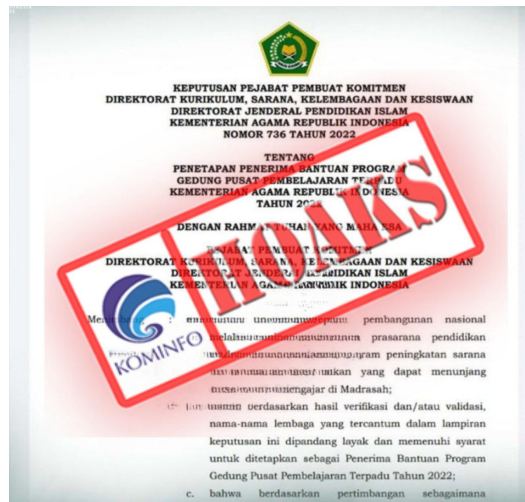 KEPUTUSAN PEJABAT PEMBUAT KOMITMEN
DIREKTORAT KURIKULUM, SARANA, KELEMBAGAAN DAN KESISWAAN
DIREKTORAT JENDERAL PENDIDIKAN ISLAM
KEMENTERIAN AGAMA REPUBLIK INDONESIA
NOMOR 736 TAHUN 2022
TENTANG
PENETAPAN PENERIMA BANTUAN PROGRAM
GEDUNG PUSAT PEMBELAJARAN TERPADU
KEMENTERIAN AGAMA REPUBLIK INDONESIA
TAHUN 2022
DENGAN RAHMAT TUHAN YANG MAHA ESA
PEJABAT PEMBUAT KOMITMEN
DIREKTORAT KURIKULUM, SARANA, KELEMBAGAAN DAN KESISWAAN
DIREKTORAT JENDERAL PENDIDIKAN ISLAM
KEMENTERIAN AGAMA REPUBLIK INDONESIA
HOAKS
KOMINFO
: pembangunan nasional
prasarana pendidikan
peningkatan sarana
yang dapat menunjang
mengajar di Madrasah;
berdasarkan hasil verifikasi dan/atau validasi,
nama-nama lembaga yang tercantum dalam lampiran
keputusan ini dipandang layak dan memenuhi syarat
untuk ditetapkan sebagai Penerima Bantuan Program
Gedung Pusat Pembelajaran Terpadu Tahun 2022;
c. bahwa berdasarkan pertimbangan sebagaimana